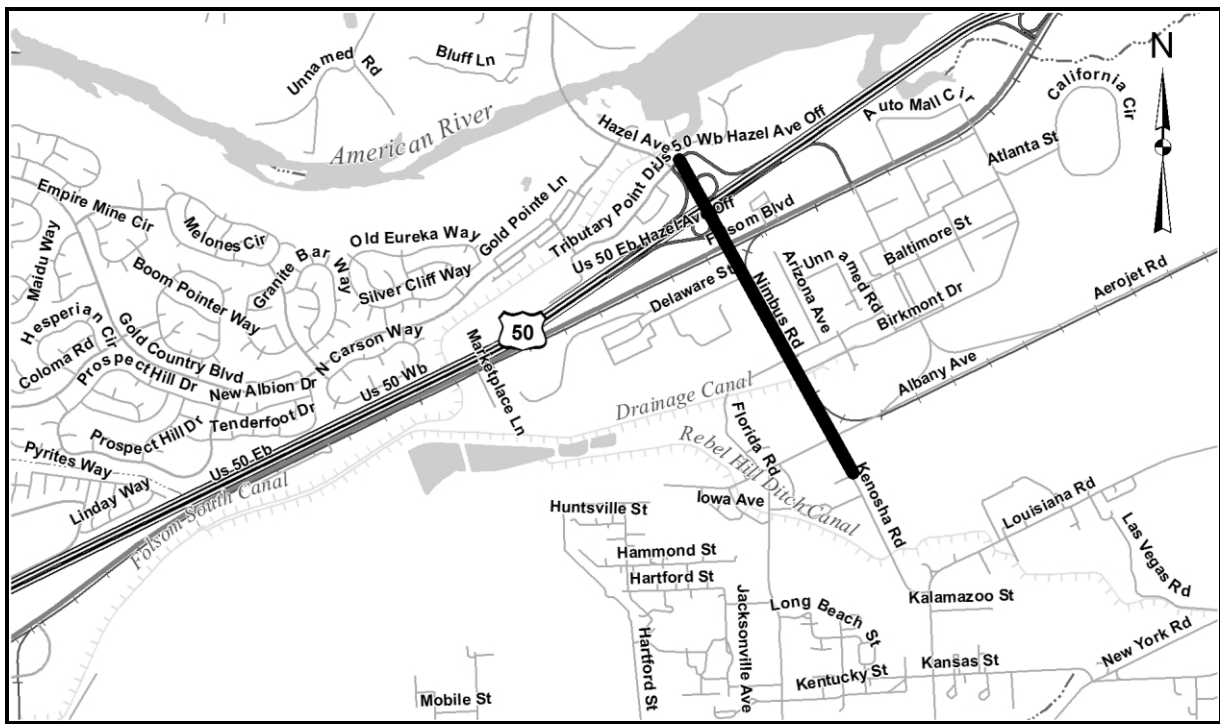 N
Unnamed Rd
Bluff Ln
American River
Hazel Ave
Us 50 Wb Hazel Ave Off
Auto Mall Cir
California Cir
Atlanta St
Empire Mine Cir
Melones Cir
Maidu Way
Granite Bar Way
Old Eureka Way
Gold Pointe Ln
Tributary Point Dr
Us 50 Eb Hazel Ave Off
Folsom Blvd
Silver Cliff Way
Boom Pointer Way
Delaware St
Nimbus Rd
Arizona Ave
Unnamed Rd
Baltimore St
Birkmont Dr
Aerojet Rd
Hesperian Cir
Coloma Rd
Gold Country Blvd
Prospect Hill Dr
N Carson Way
50
Marketplace Ln
New Albion Dr
Us 50 Wb
Albany Ave
Tenderfoot Dr
Prospect Hill Dr
Drainage Canal
Florida Rd
Rebel Hill Ditch Canal
Pyrites Way
Us 50 Eb
Linday Way
Folsom South Canal
Iowa Ave
Kenosha Rd
Huntsville St
Louisiana Rd
Las Vegas Rd
Hammond St
Hartford St
Jacksonville Ave
Long Beach St
Kalamazoo St
Hartford St
Kentucky St
Kansas St
New York Rd
Mobile St